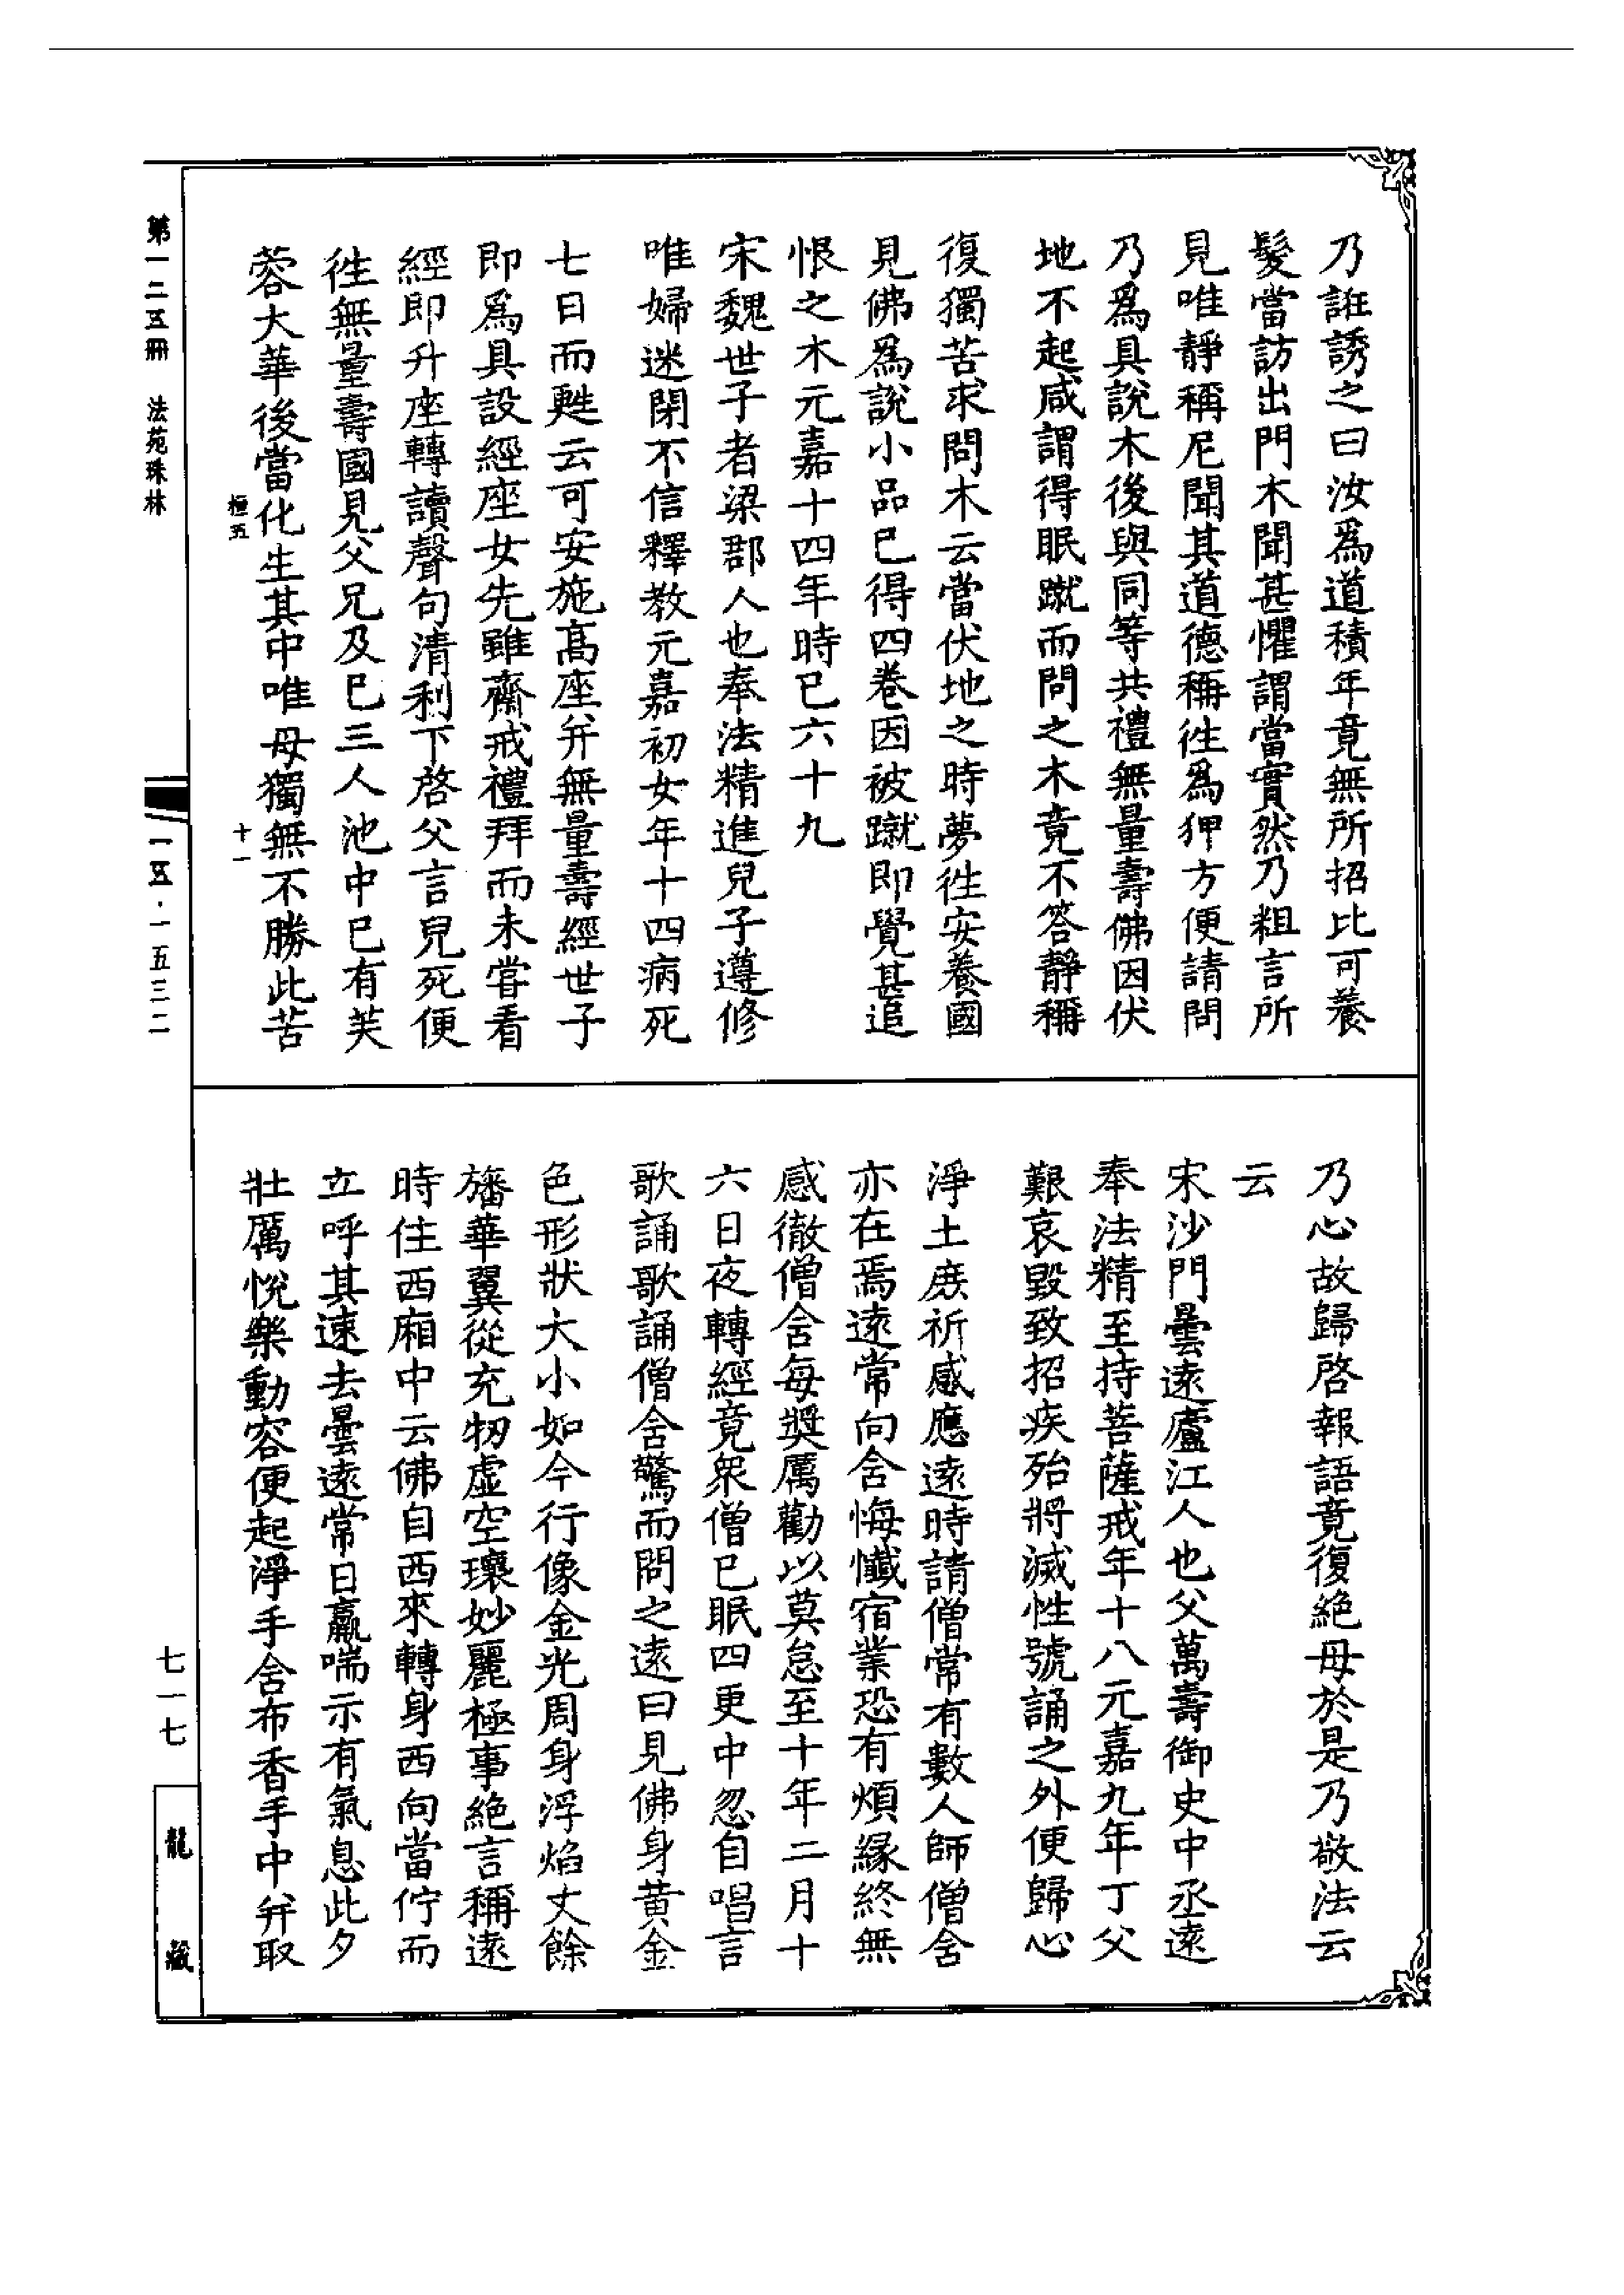 乃誑誘之曰汝爲道積年竟無所招比可養
髮當訪出門木聞甚懼謂當實然乃粗言所
見唯靜稱尼聞其道德稱徃爲狎方便請問
乃爲具說木後與同等共禮無量壽佛因伏
地不起咸謂得眠蹴而問之木竟不答靜稱
復獨苦求問木云當伏地之時夢徃安養國
見佛爲說小品巳得四卷因被蹴即覺甚追
恨之木元嘉十四年時巳六十九
宋魏世子者梁郡人也奉法精進兒子遵修
唯婦迷閉不信釋教元嘉初女年十四病死
七日而甦云可安施高座并無量壽經世子
即爲具設經座女先雖齋戒禮拜而未甞看
經即升座轉讀聲句清利下啓父言兒死便
徃無量壽國見父兄及巳三人池中巳有芙
蓉大華後當化生其中唯母獨無不勝此苦
乃心故歸啓報語竟復絶母於是乃敬法云
云
宋沙門曇遠廬江人也父萬壽御史中丞遠
奉法精至持菩薩戒年十八元嘉九年丁父
艱哀毀致招疾殆將滅性號誦之外便歸心
淨土庻祈感應遠時請僧常有數人師僧含
亦在焉遠常向含悔懺宿業恐有煩縁終無
感徹僧含每奬厲勸以莫怠至十年二月十
六日夜轉經竟衆僧巳眠四更中忽自唱言
歌誦歌誦僧含驚而問之遠曰見佛身黄金
色形狀大小如今行像金光周身浮焰丈餘
旛華翼從充牣虚空瓌妙麗極事絶言稱遠
時住西廂中云佛自西來轉身西向當佇而
立呼其速去曇遠常日羸喘示有氣息此夕
壯厲悅樂動容便起淨手含布香手中并取
第一二五冊　法苑珠林
桓五
十一
一五·一五三二
七一七
龍藏